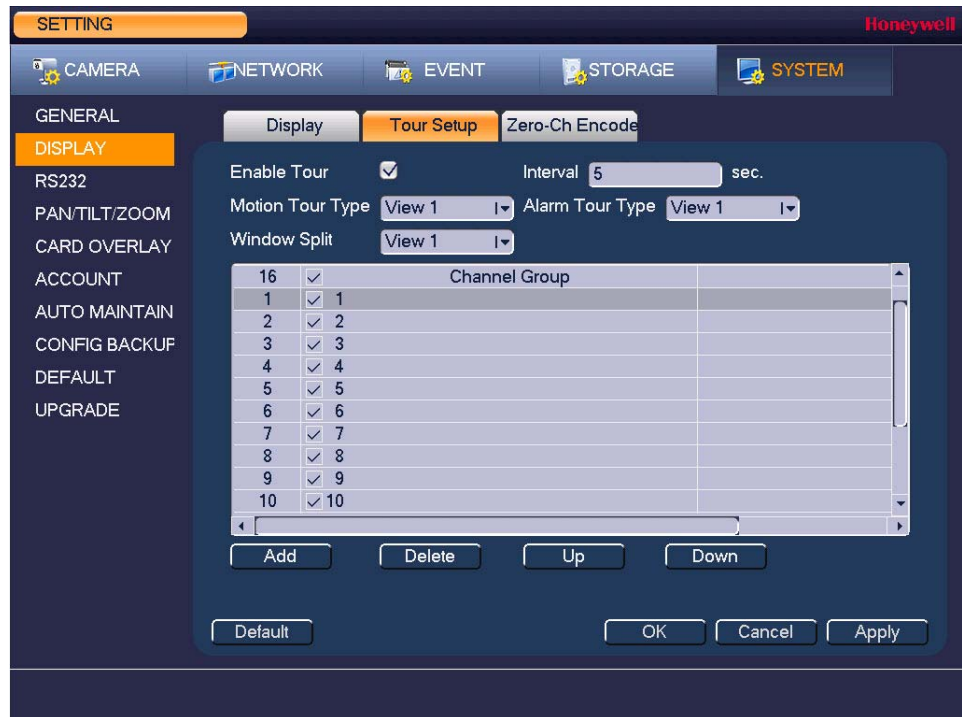 SETTING
Honeywell
CAMERA NETWORK EVENT STORAGE SYSTEM
GENERAL
DISPLAY
RS232
PAN/TILT/ZOOM
CARD OVERLAY
ACCOUNT
AUTO MAINTAIN
CONFIG BACKUP
DEFAULT
UPGRADE
Display Tour Setup Zero-Ch Encode
Enable Tour Interval 5 sec.
Motion Tour Type View 1 Alarm Tour Type View 1
Window Split View 1
16 Channel Group
1 1
2 2
3 3
4 4
5 5
6 6
7 7
8 8
9 9
10 10
Add Delete Up Down
Default OK Cancel Apply